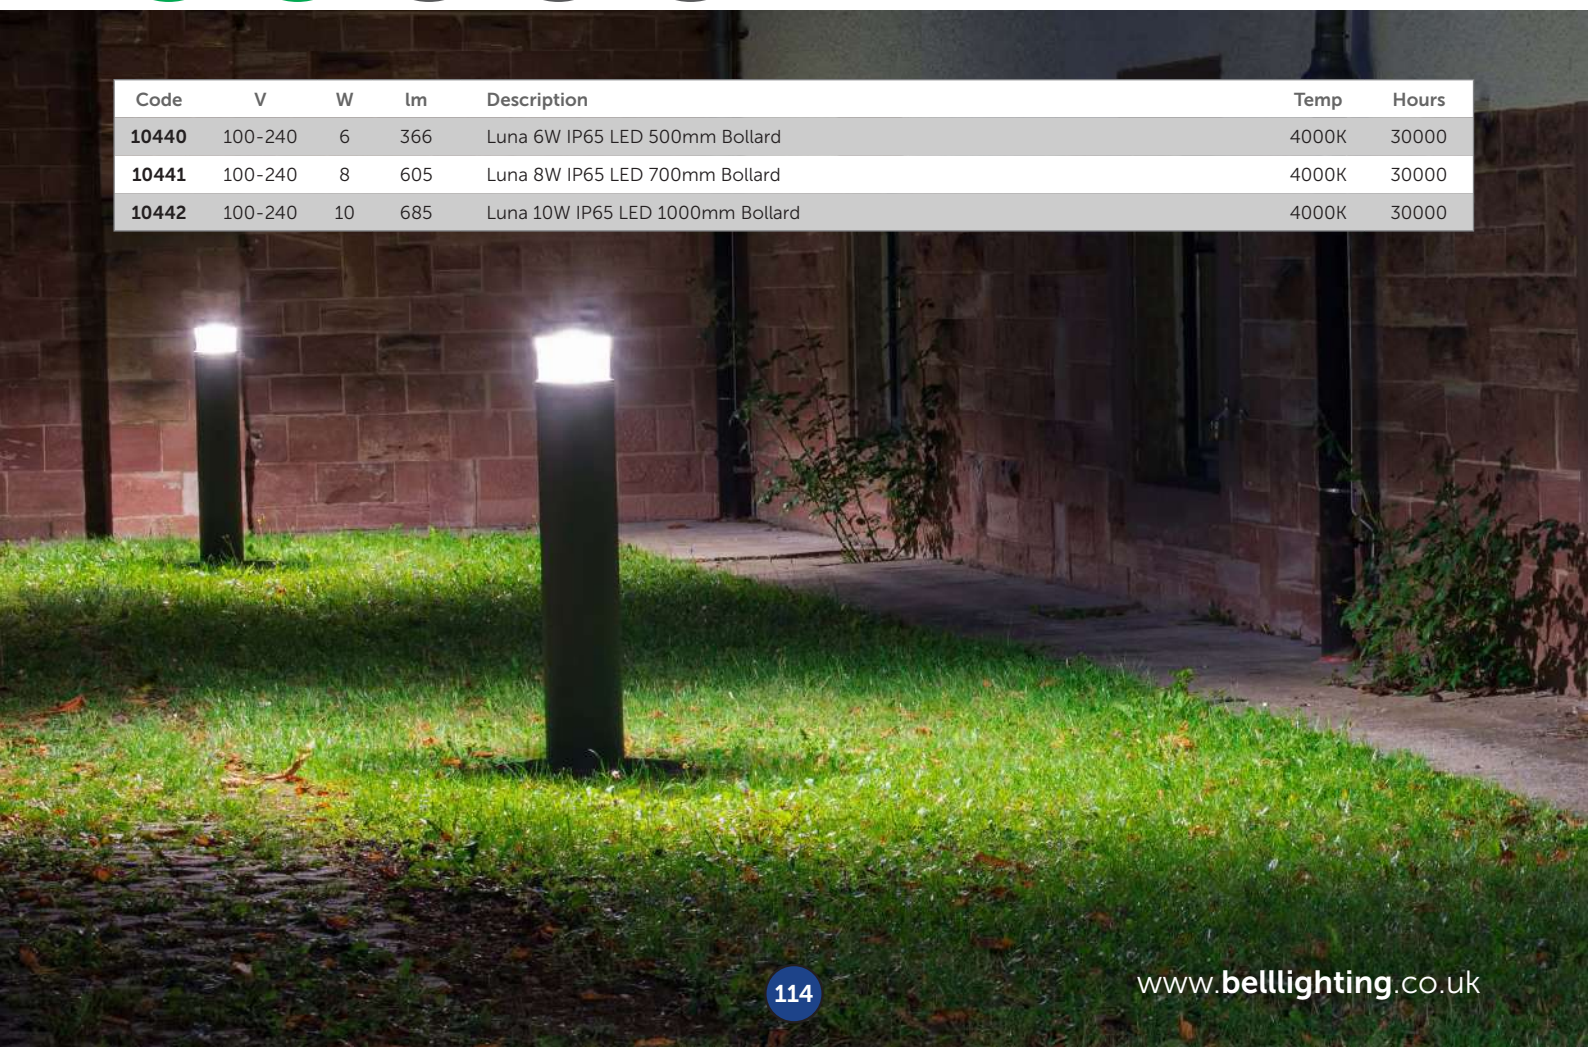 Code V W lm Description Temp Hours
10440 100-240 6 366 Luna 6W IP65 LED 500mm Bollard 4000K 30000
10441 100-240 8 605 Luna 8W IP65 LED 700mm Bollard 4000K 30000
10442 100-240 10 685 Luna 10W IP65 LED 1000mm Bollard 4000K 30000
114
www.belllighting.co.uk